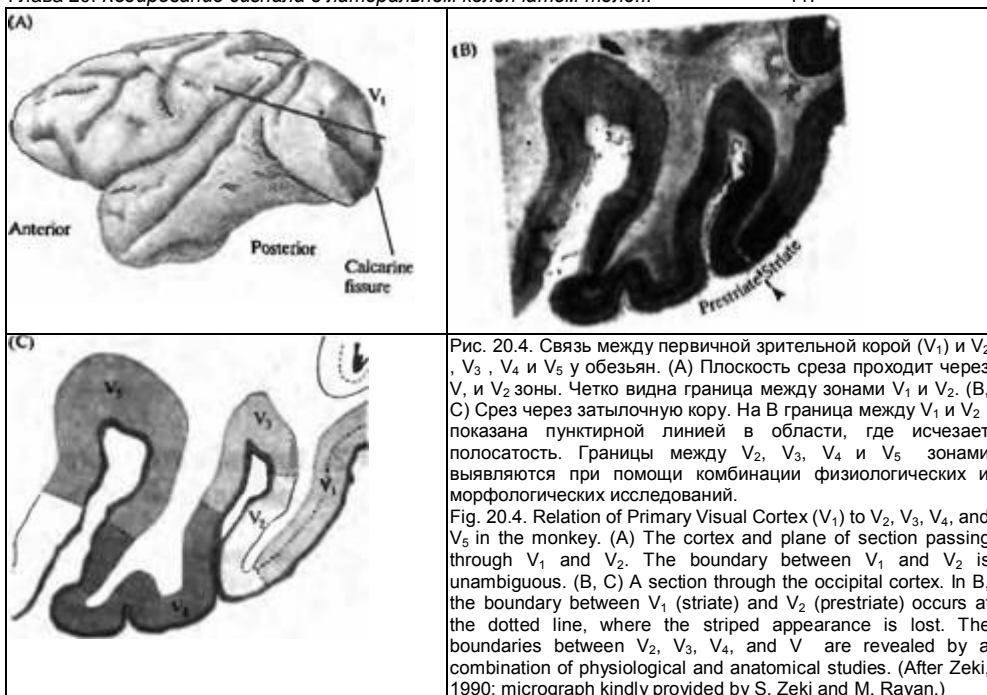 (A)
V₁
Anterior
Posterior
Calcarine
fissure
(B)
Prestriate
Striate
(C)
V₅
V₃
V₂
V₁
V₄
Рис. 20.4. Связь между первичной зрительной корой (V₁) и V₂
, V₃ , V₄ и V₅ у обезьян. (A) Плоскость среза проходит через
V, и V₂ зоны. Четко видна граница между зонами V₁ и V₂. (B,
C) Срез через затылочную кору. На B граница между V₁ и V₂
показана пунктирной линией в области, где исчезает
полосатость. Границы между V₂, V₃, V₄ и V₅ зонами
выявляются при помощи комбинации физиологических и
морфологических исследований.
Fig. 20.4. Relation of Primary Visual Cortex (V₁) to V₂, V₃, V₄, and
V₅ in the monkey. (A) The cortex and plane of section passing
through V₁ and V₂. The boundary between V₁ and V₂ is
unambiguous. (B, C) A section through the occipital cortex. In B,
the boundary between V₁ (striate) and V₂ (prestriate) occurs at
the dotted line, where the striped appearance is lost. The
boundaries between V₂, V₃, V₄, and V are revealed by a
combination of physiological and anatomical studies. (After Zeki,
1990; micrograph kindly provided by S. Zeki and M. Rayan.)